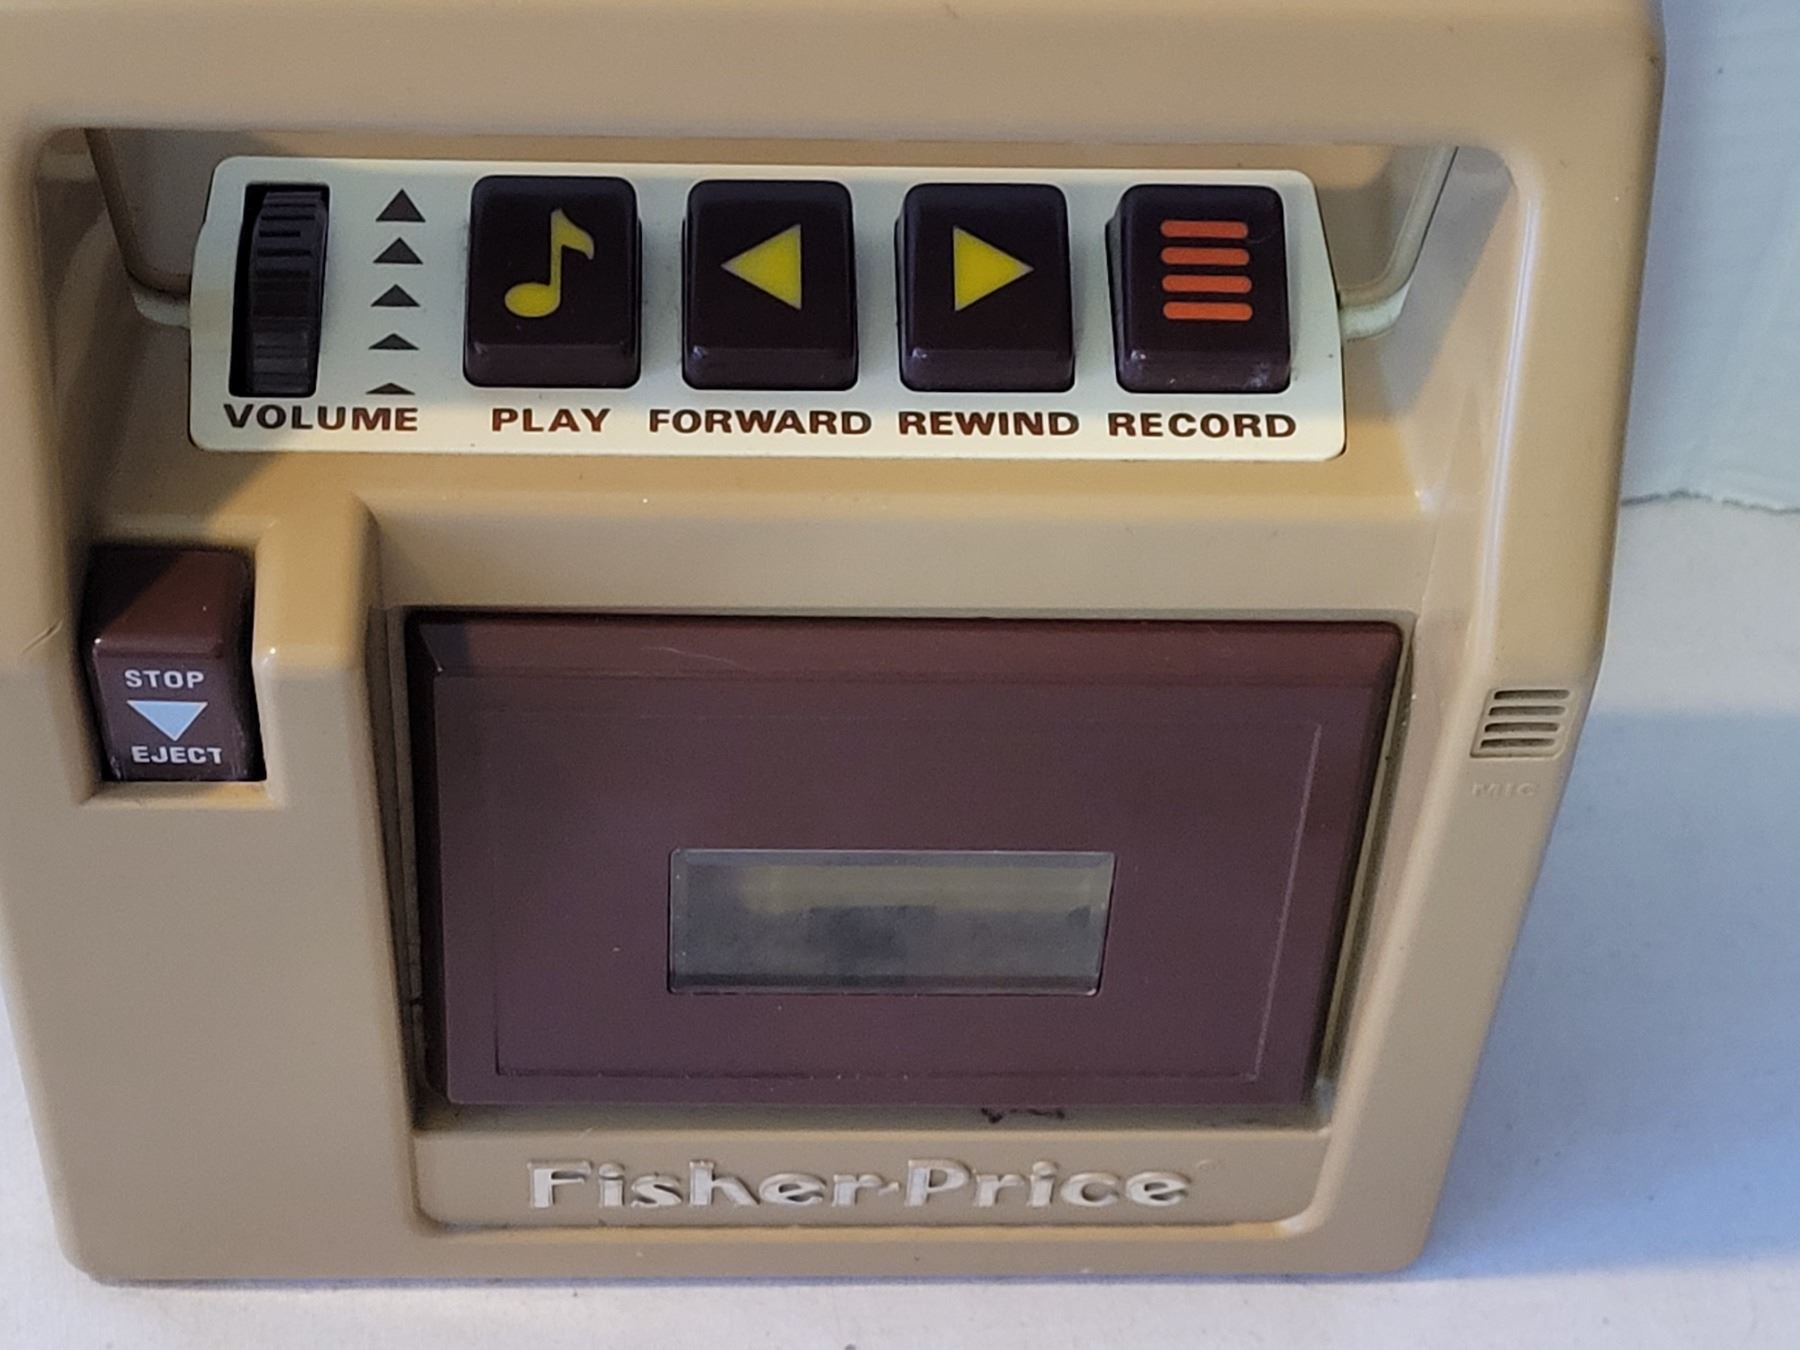 VOLUME PLAY FORWARD REWIND RECORD
STOP
EJECT
MIC
Fisher-Price